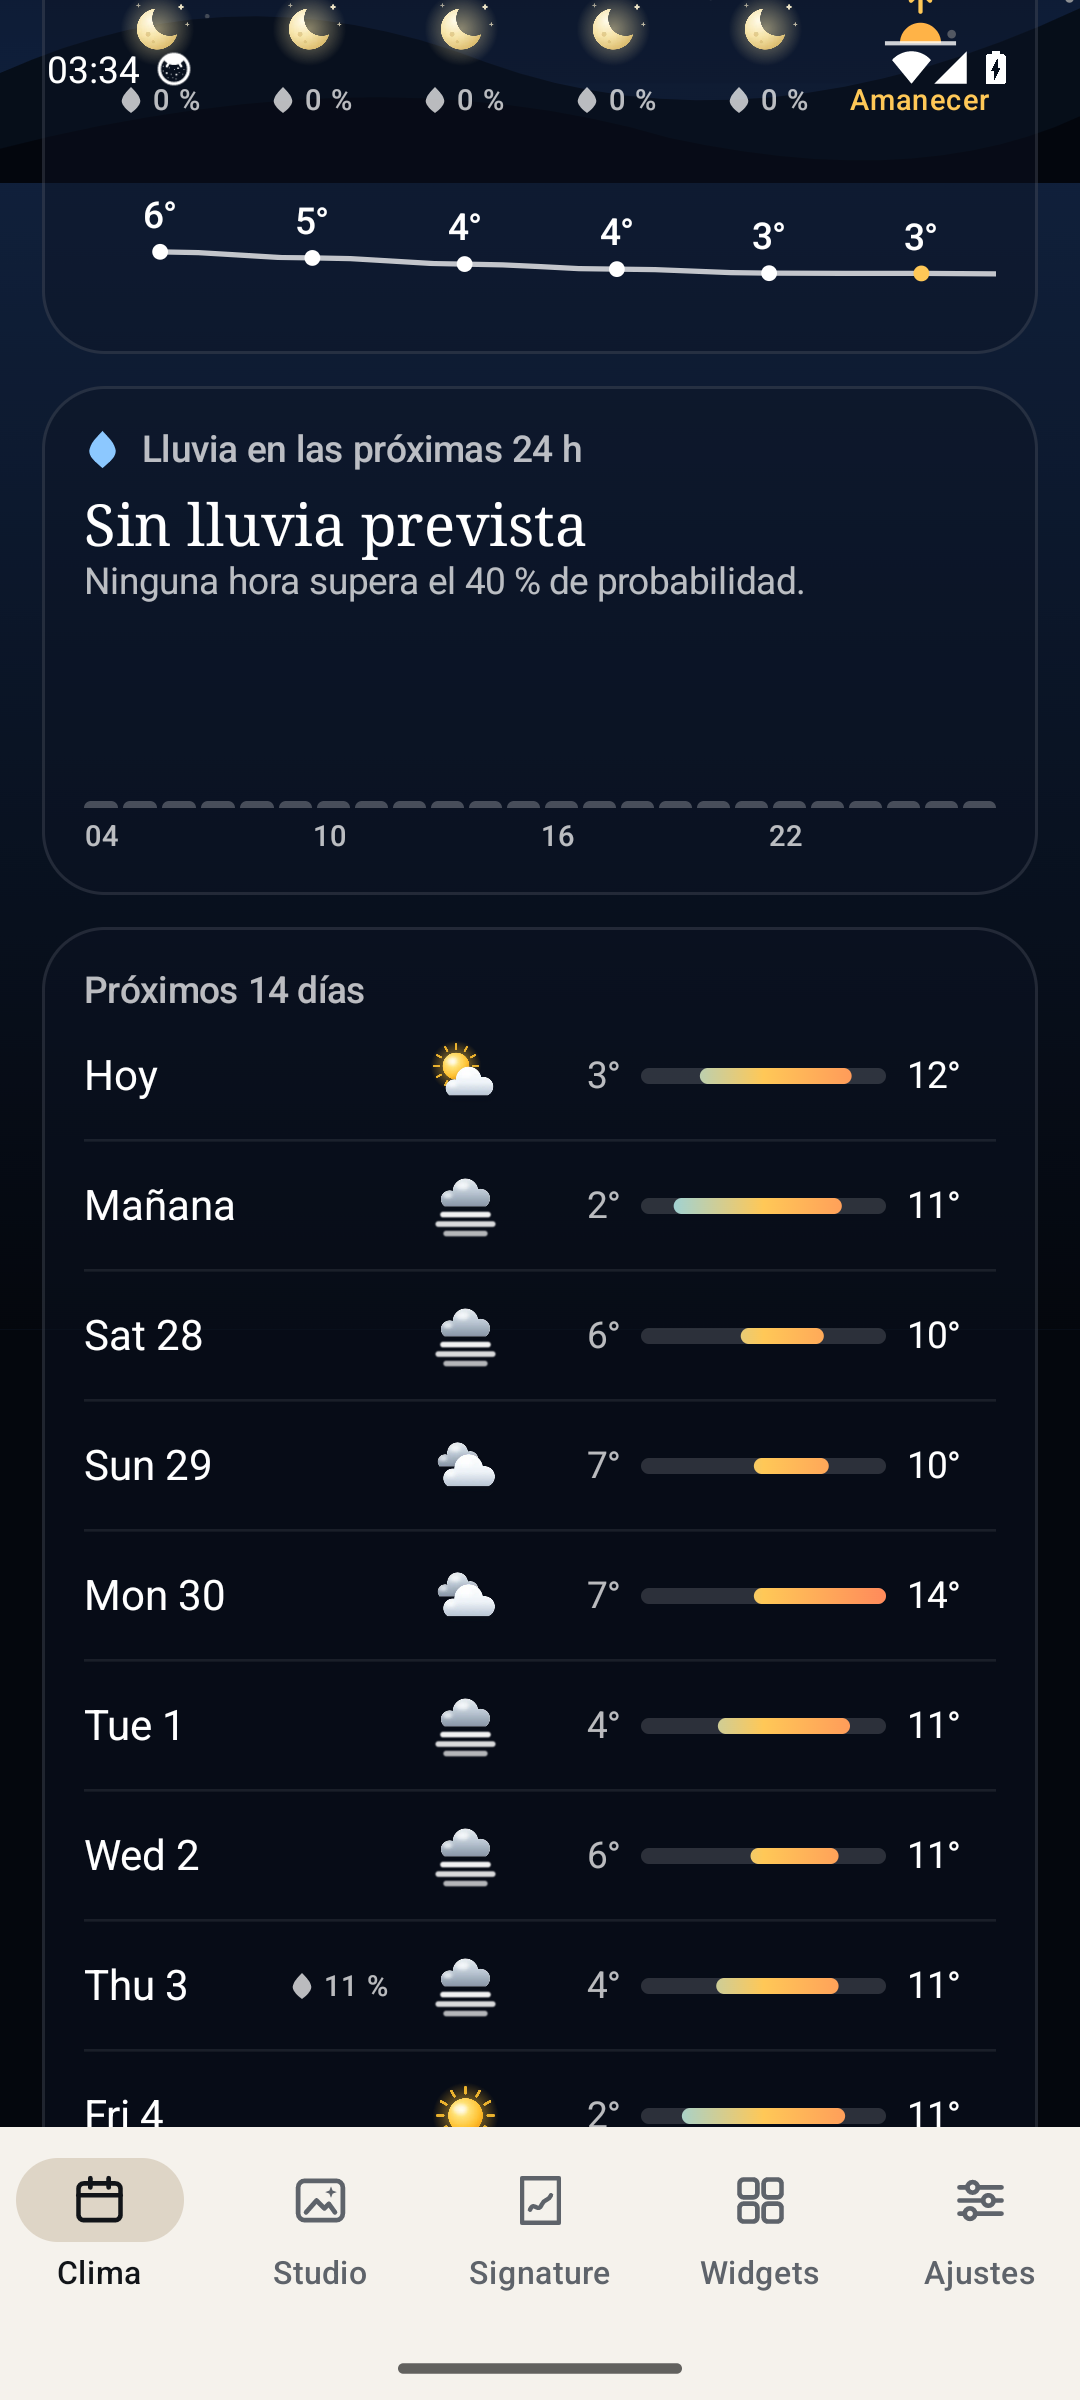 03:34
0 %
0 %
0 %
0 %
0 %
Amanecer
6°
5°
4°
4°
3°
3°
Lluvia en las próximas 24 h
Sin lluvia prevista
Ninguna hora supera el 40 % de probabilidad.
04
10
16
22
Próximos 14 días
Hoy 3° 12°
Mañana 2° 11°
Sat 28 6° 10°
Sun 29 7° 10°
Mon 30 7° 14°
Tue 1 4° 11°
Wed 2 6° 11°
Thu 3 11 % 4° 11°
Fri 4 2° 11°
Clima
Studio
Signature
Widgets
Ajustes